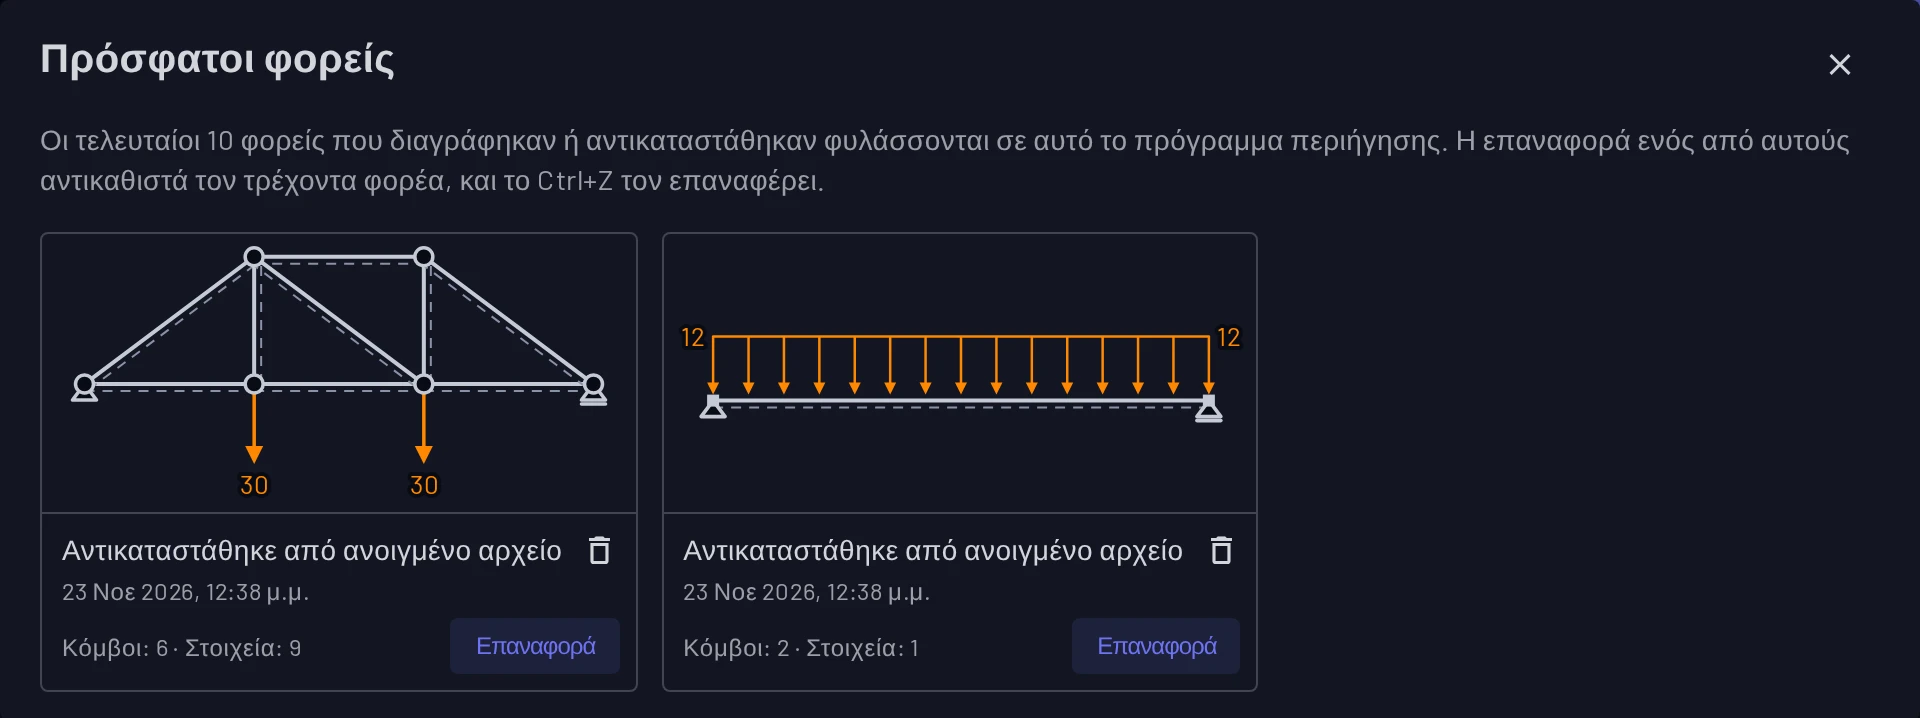 Πρόσφατοι φορείς
Οι τελευταίοι 10 φορείς που διαγράφηκαν ή αντικαταστάθηκαν φυλάσσονται σε αυτό το πρόγραμμα περιήγησης. Η επαναφορά ενός από αυτούς
αντικαθιστά τον τρέχοντα φορέα, και το Ctrl+Z τον επαναφέρει.
30
30
Αντικαταστάθηκε από ανοιγμένο αρχείο
23 Νοε 2026, 12:38 μ.μ.
Κόμβοι: 6 · Στοιχεία: 9
Επαναφορά
12
12
Αντικαταστάθηκε από ανοιγμένο αρχείο
23 Νοε 2026, 12:38 μ.μ.
Κόμβοι: 2 · Στοιχεία: 1
Επαναφορά